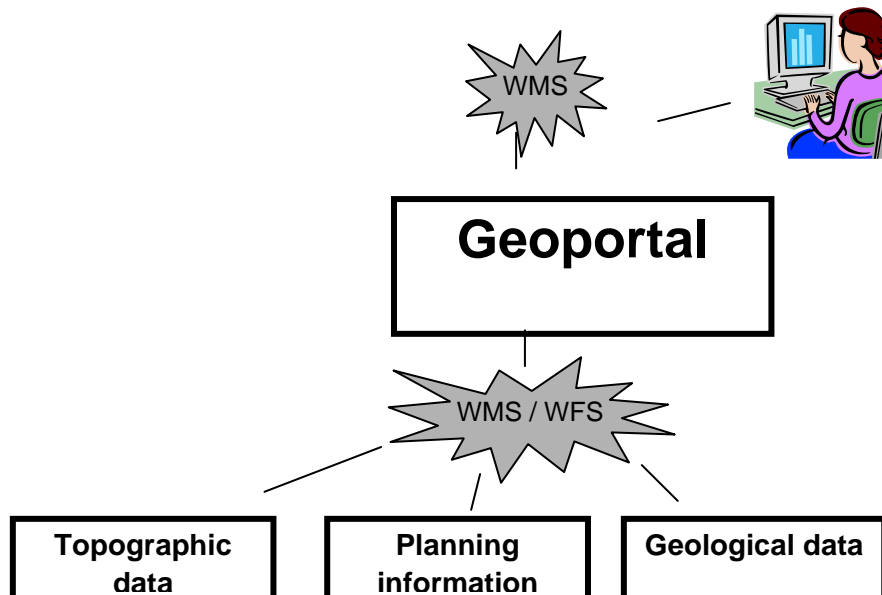 WMS
Geoportal
WMS / WFS
Topographic
data
Planning
information
Geological data